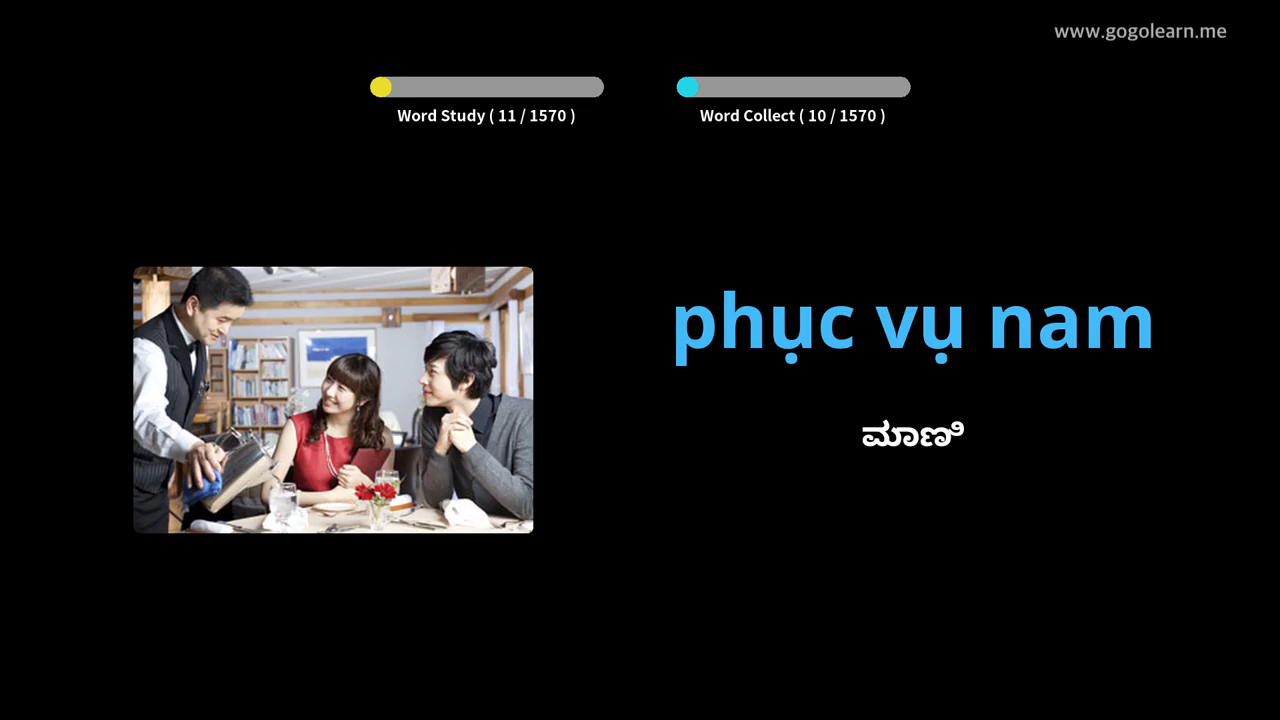 www.gogolearn.me
Word Study ( 11 / 1570 )
Word Collect ( 10 / 1570 )
phục vụ nam
ಮಾಣಿ